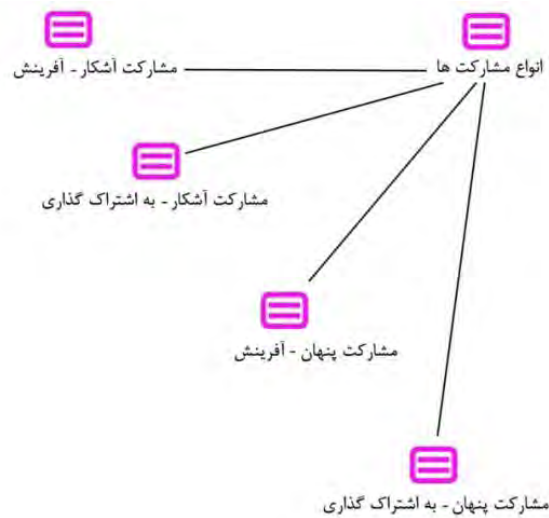 انواع مشارکت ها
مشارکت آشکار - آفرینش
مشارکت آشکار - به اشتراک گذاری
مشارکت پنهان - آفرینش
مشارکت پنهان - به اشتراک گذاری